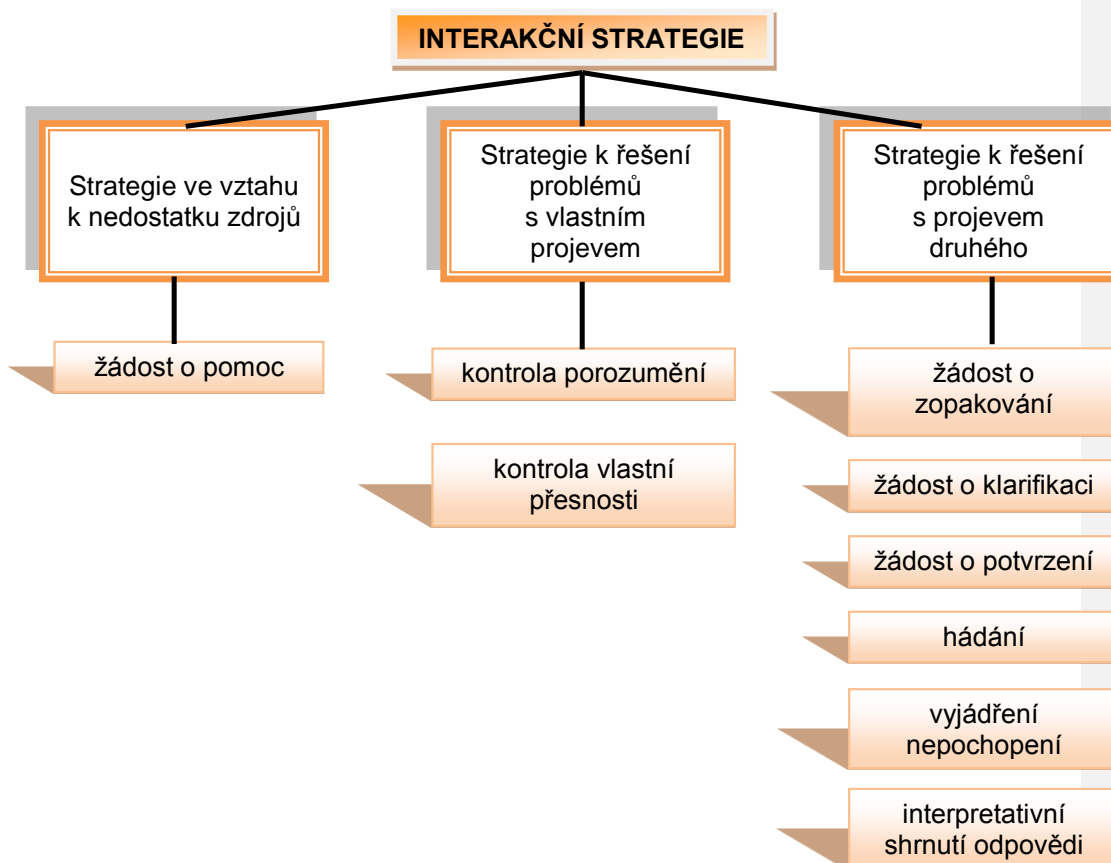 INTERAKČNÍ STRATEGIE
Strategie ve vztahu
k nedostatku zdrojů
Strategie k řešení
problémů
s vlastním
projevem
Strategie k řešení
problémů
s projevem
druhého
žádost o pomoc
kontrola porozumění
kontrola vlastní
přesnosti
žádost o
zopakování
žádost o klarifikaci
žádost o potvrzení
hádání
vyjádření
nepochopení
interpretativní
shrnutí odpovědi